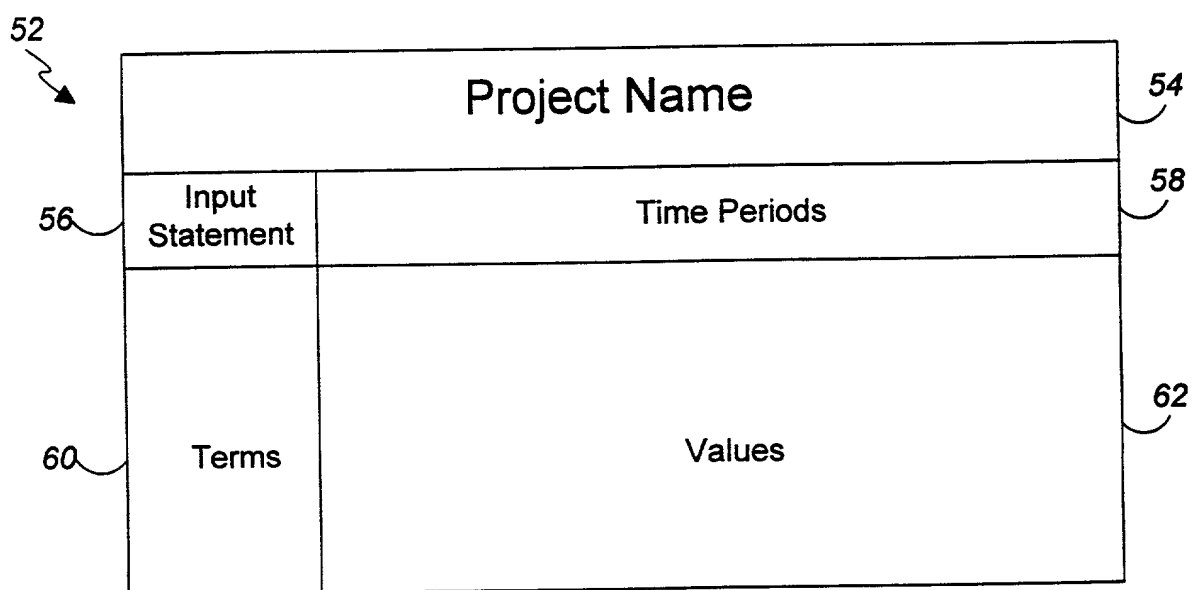 52
Project Name
54
Input
Statement
56
Time Periods
58
60
Terms
Values
62